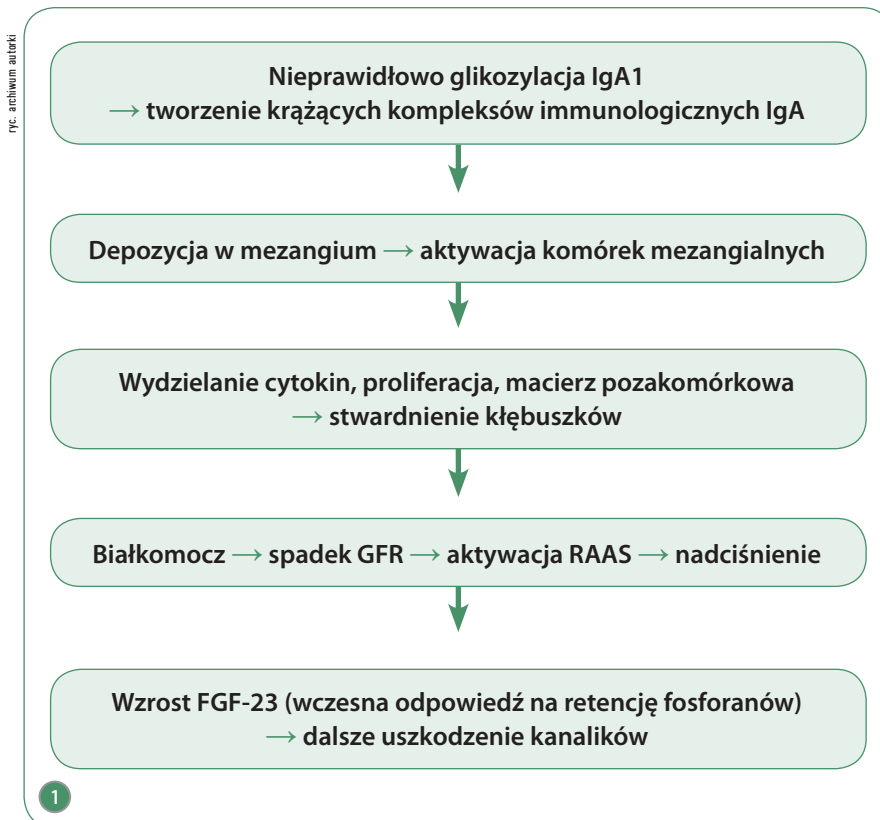 ryc. archiwum autorki
Nieprawidłowo glikozylacja IgA1
→ tworzenie krążących kompleksów immunologicznych IgA
Depozycja w mezangium → aktywacja komórek mezangialnych
Wydzielanie cytokin, proliferacja, macierz pozakomórkowa
→ stwardnienie kłębuszków
Białkomocz → spadek GFR → aktywacja RAAS → nadciśnienie
Wzrost FGF-23 (wczesna odpowiedź na retencję fosforanów)
→ dalsze uszkodzenie kanalików
1